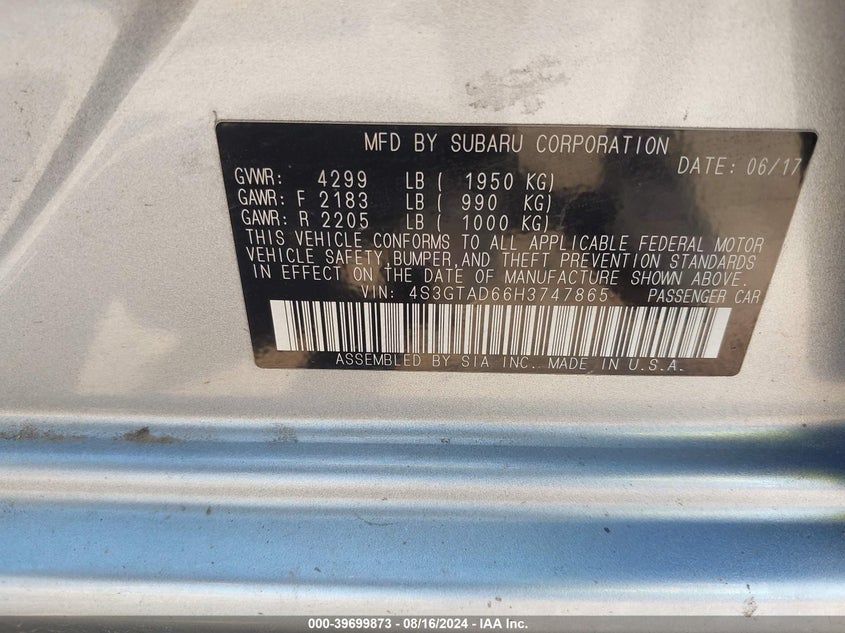 MFD BY SUBARU CORPORATION
DATE: 06/17
GVWR: 4299 LB ( 1950 KG)
GAWR: F 2183 LB ( 990 KG)
GAWR: R 2205 LB ( 1000 KG)
THIS VEHICLE CONFORMS TO ALL APPLICABLE FEDERAL MOTOR
VEHICLE SAFETY,BUMPER,AND THEFT PREVENTION STANDARDS
IN EFFECT ON THE DATE OF MANUFACTURE SHOWN ABOVE.
VIN: 4S3GTAD66H3747865 PASSENGER CAR
ASSEMBLED BY SIA INC. MADE IN U.S.A.
000-39699873 - 08/16/2024 - IAA Inc.